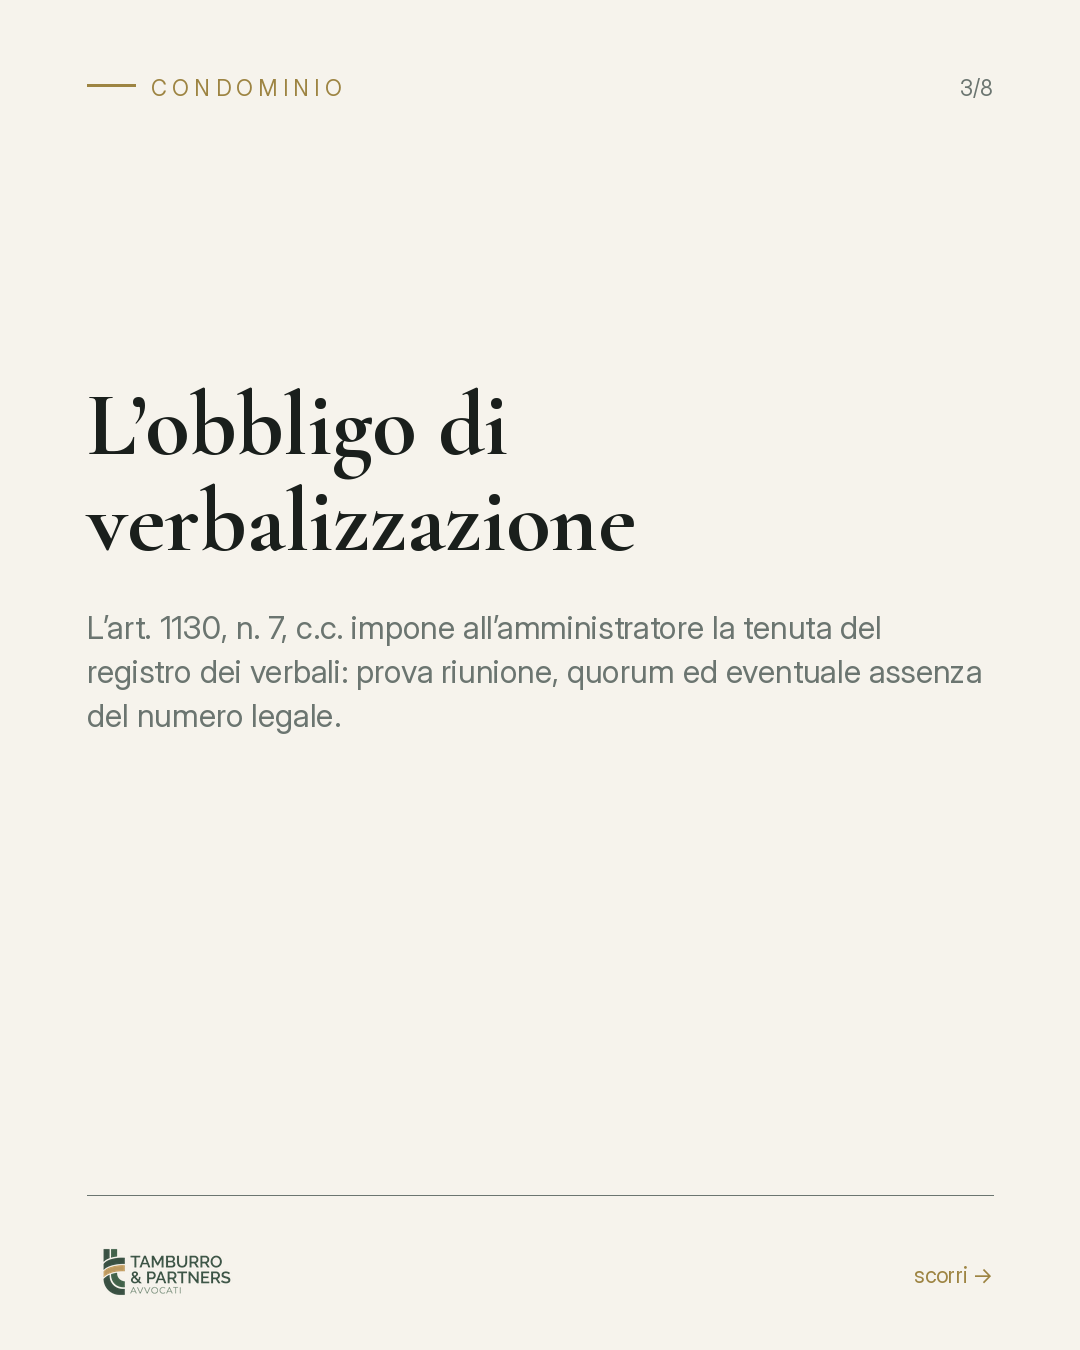 CONDOMINIO
3/8
L’obbligo di
verbalizzazione
L’art. 1130, n. 7, c.c. impone all’amministratore la tenuta del
registro dei verbali: prova riunione, quorum ed eventuale assenza
del numero legale.
TAMBURRO
& PARTNERS
AVVOCATI
scorri →